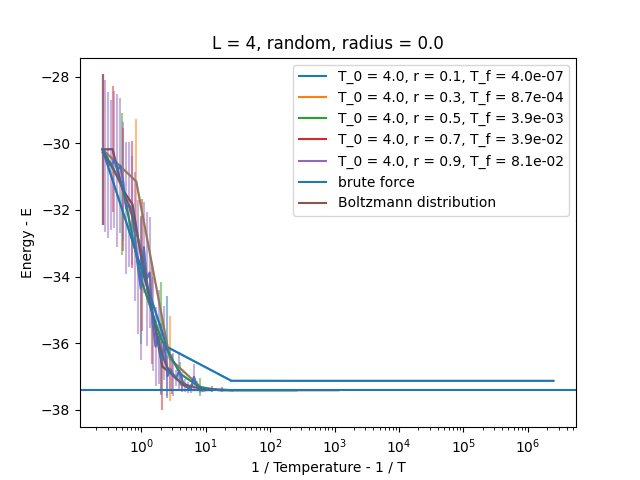 L = 4, random, radius = 0.0
T_0 = 4.0, r = 0.1, T_f = 4.0e-07
T_0 = 4.0, r = 0.3, T_f = 8.7e-04
T_0 = 4.0, r = 0.5, T_f = 3.9e-03
T_0 = 4.0, r = 0.7, T_f = 3.9e-02
T_0 = 4.0, r = 0.9, T_f = 8.1e-02
brute force
Boltzmann distribution
Energy - E
−28
−30
−32
−34
−36
−38
10⁰ 10¹ 10² 10³ 10⁴ 10⁵ 10⁶
1 / Temperature - 1 / T